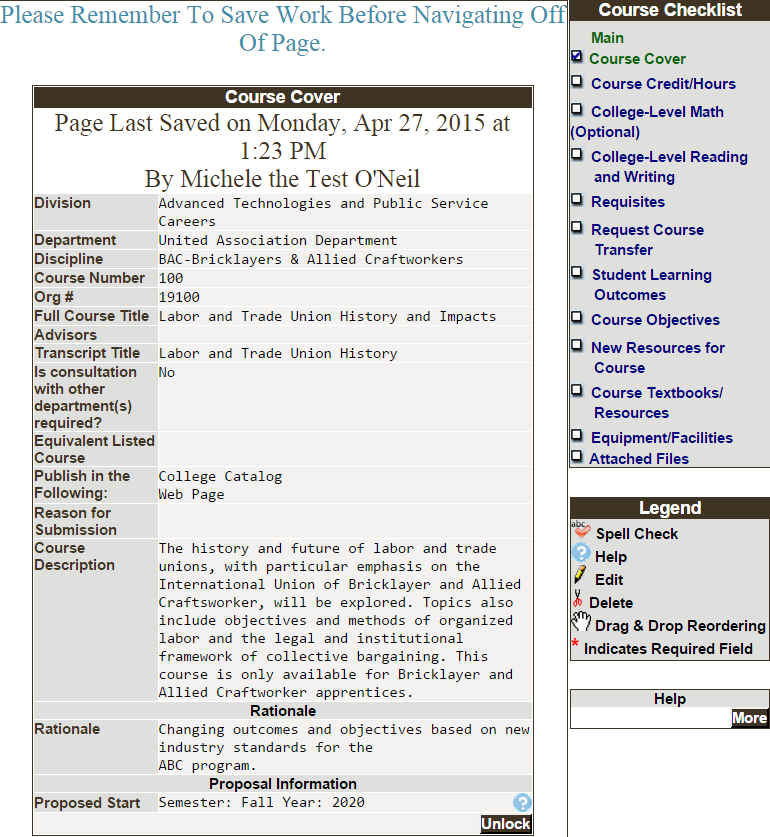 Please Remember To Save Work Before Navigating Off
Of Page.
Course Cover
Page Last Saved on Monday, Apr 27, 2015 at
1:23 PM
By Michele the Test O'Neil
Division Advanced Technologies and Public Service
Careers
Department United Association Department
Discipline BAC-Bricklayers & Allied Craftworkers
Course Number 100
Org # 19100
Full Course Title Labor and Trade Union History and Impacts
Advisors
Transcript Title Labor and Trade Union History
Is consultation No
with other
department(s)
required?
Equivalent Listed
Course
Publish in the College Catalog
Following: Web Page
Reason for
Submission
Course The history and future of labor and trade
Description unions, with particular emphasis on the
International Union of Bricklayer and Allied
Craftsworker, will be explored. Topics also
include objectives and methods of organized
labor and the legal and institutional
framework of collective bargaining. This
course is only available for Bricklayer and
Allied Craftworker apprentices.
Rationale
Rationale Changing outcomes and objectives based on new
industry standards for the
ABC program.
Proposal Information
Proposed Start Semester: Fall Year: 2020
Unlock
Course Checklist
Main
Course Cover
Course Credit/Hours
College-Level Math
(Optional)
College-Level Reading
and Writing
Requisites
Request Course
Transfer
Student Learning
Outcomes
Course Objectives
New Resources for
Course
Course Textbooks/
Resources
Equipment/Facilities
Attached Files
Legend
abc Spell Check
? Help
Edit
Delete
Drag & Drop Reordering
* Indicates Required Field
Help
More